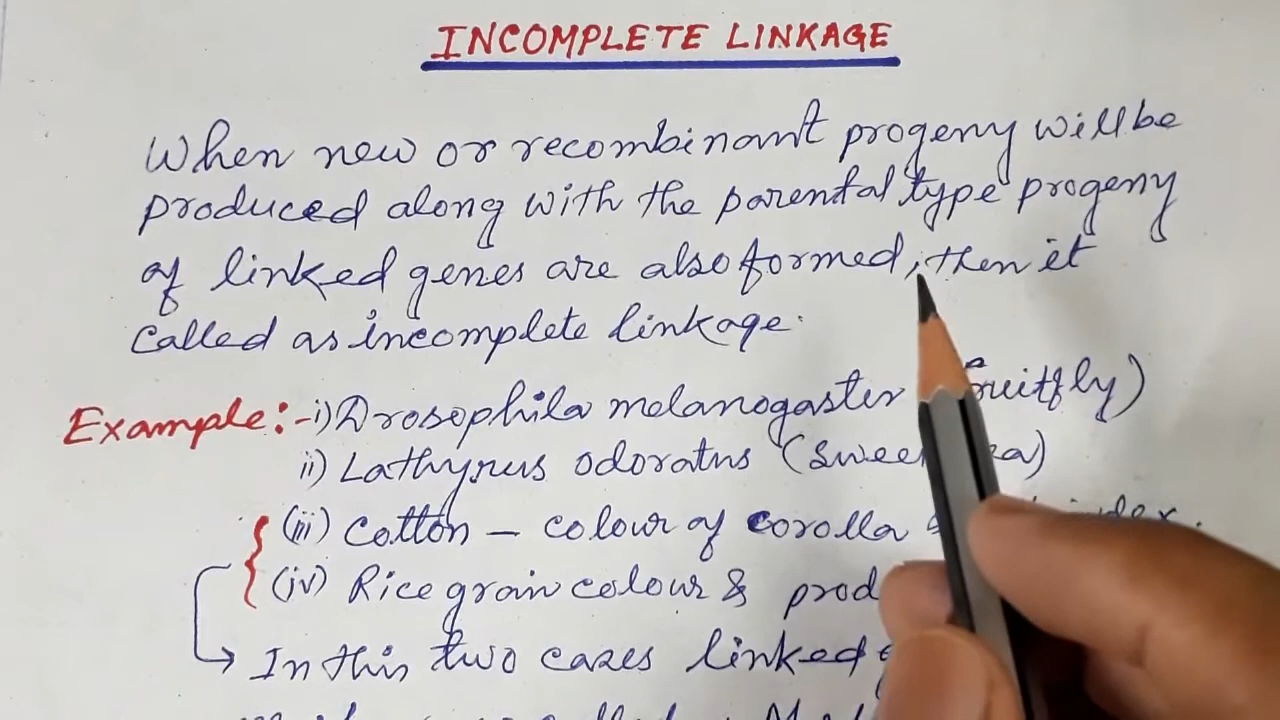 INCOMPLETE LINKAGE
When new or recombinant progeny will be
produced along with the parental type progeny
of linked genes are also formed, then it
called as incomplete linkage.
Example:- i) Drosophila melanogaster fruitfly)
ii) Lathyrus odoratus (Swee
(iii) Cotton – colour of corolla
(iv) Rice grain colour & prod
In this two cases linked